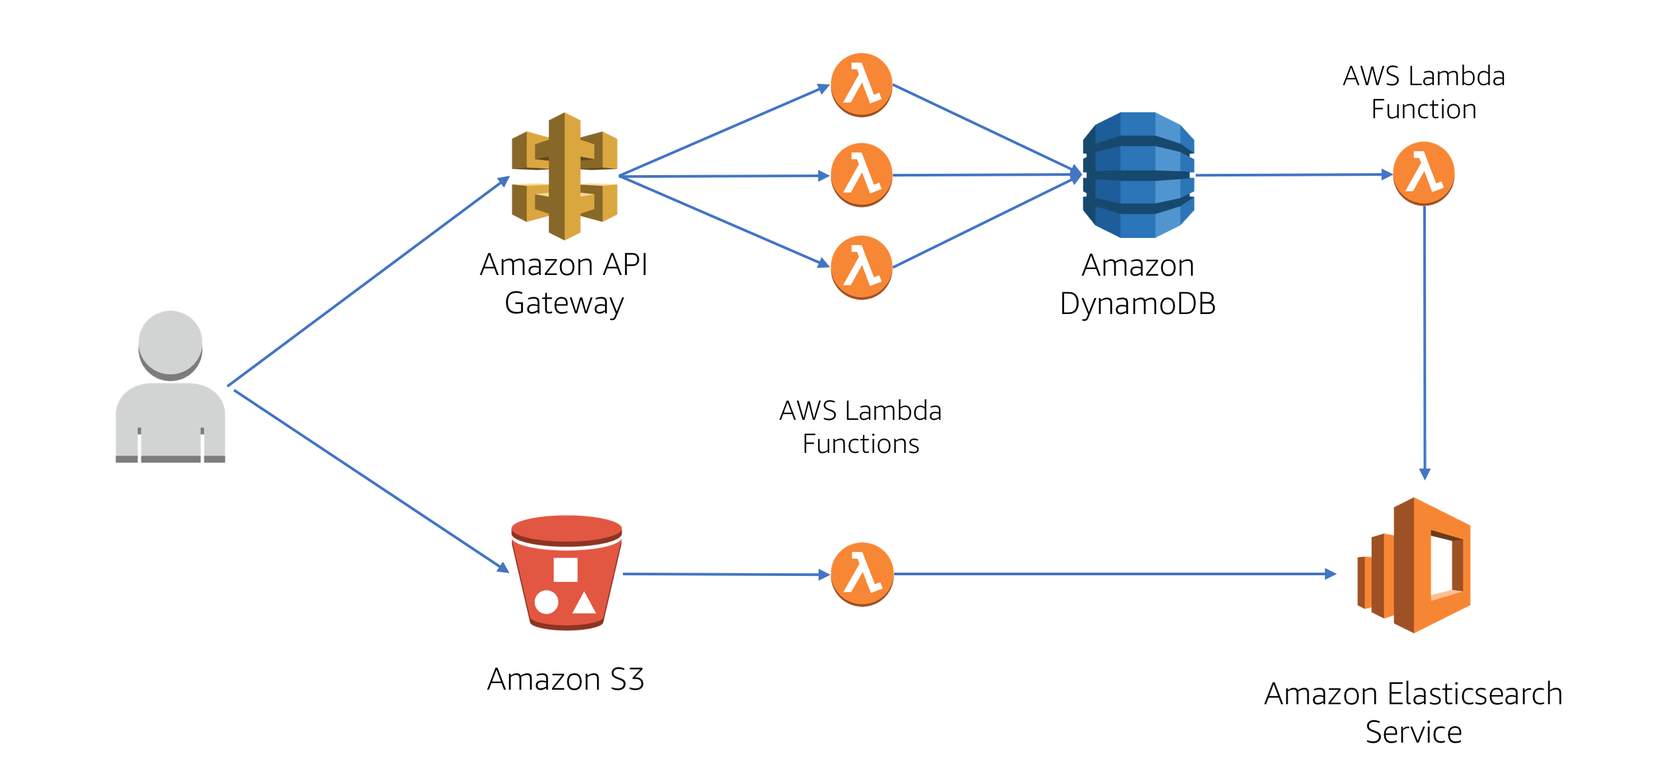 AWS Lambda
Function
Amazon API
Gateway
Amazon
DynamoDB
AWS Lambda
Functions
Amazon S3
Amazon Elasticsearch
Service